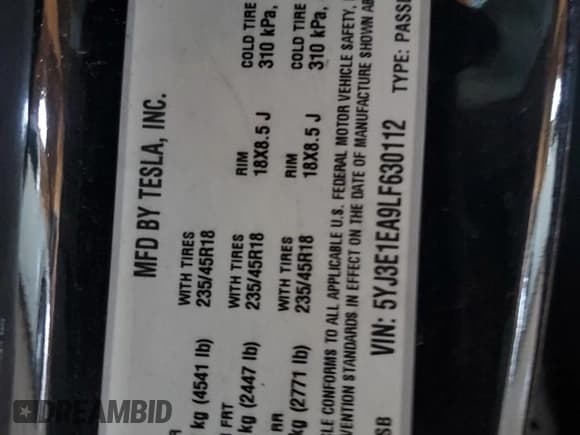 MFD BY TESLA, INC.
WITH TIRES RIM COLD TIRE
kg (4541 lb) 235/45R18 18X8.5 J 310 kPa,
FRT WITH TIRES RIM COLD TIRE
kg (2447 lb) 235/45R18 18X8.5 J 310 kPa,
RR WITH TIRES
kg (2771 lb) 235/45R18
CLE CONFORMS TO ALL APPLICABLE U.S. FEDERAL MOTOR VEHICLE SAFETY,
VENTION STANDARDS IN EFFECT ON THE DATE OF MANUFACTURE SHOWN AB
SB VIN: 5YJ3E1EA9LF630112 TYPE: PASSE
DREAMBID